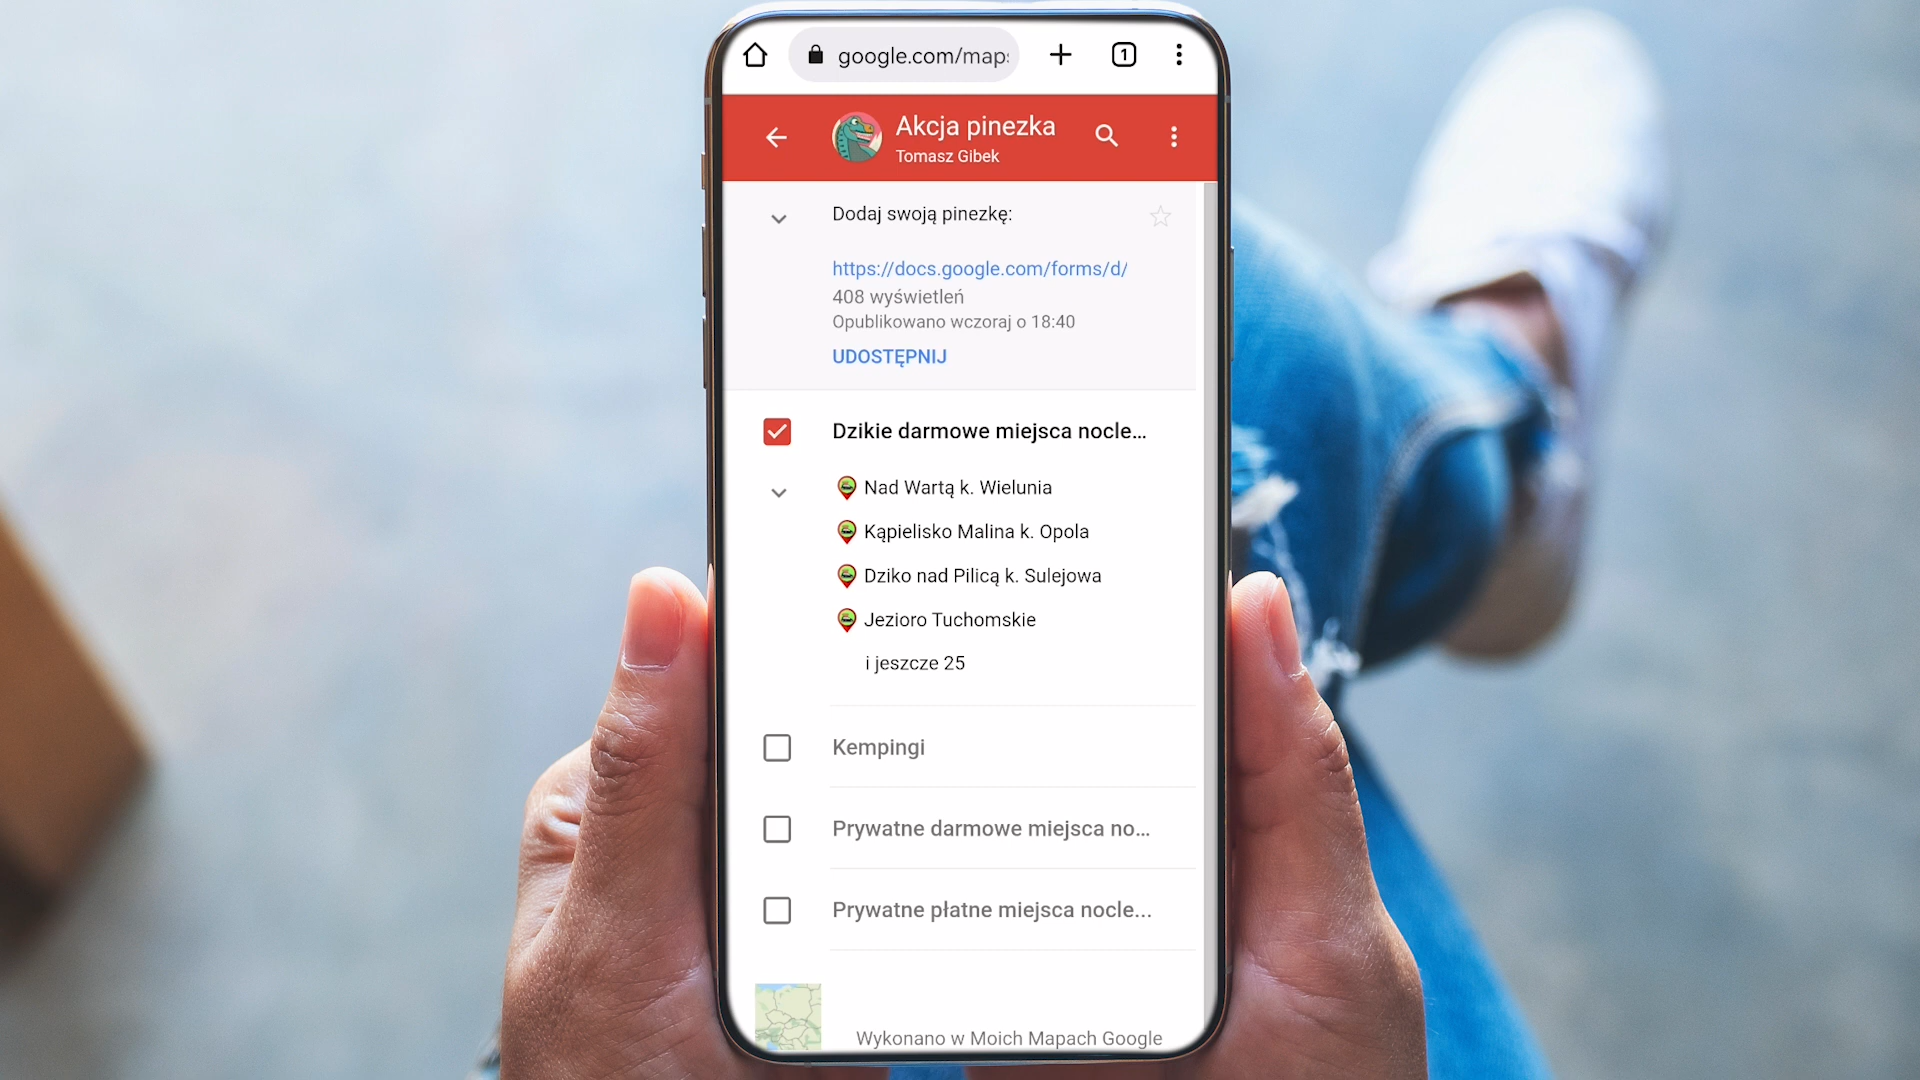 google.com/maps
1
Akcja pinezka
Tomasz Gibek
Dodaj swoją pinezkę:
https://docs.google.com/forms/d/
408 wyświetleń
Opublikowano wczoraj o 18:40
UDOSTĘPNIJ
Dzikie darmowe miejsca nocle...
Nad Wartą k. Wielunia
Kąpielisko Malina k. Opola
Dziko nad Pilicą k. Sulejowa
Jezioro Tuchomskie
i jeszcze 25
Kempingi
Prywatne darmowe miejsca no...
Prywatne płatne miejsca nocle...
Wykonano w Moich Mapach Google